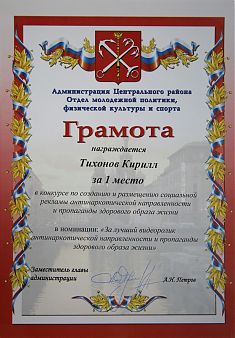 Администрация Центрального района
Отдел молодежной политики,
физической культуры и спорта
Грамота
награждается
Тихонов Кирилл
за 1 место
в конкурсе по созданию и размещению социальной
рекламы антинаркотической направленности
и пропаганды здорового образа жизни
в номинации: «За лучший видеоролик
антинаркотической направленности и пропаганды
здорового образа жизни»
Заместитель главы
администрации
А.Н. Петров